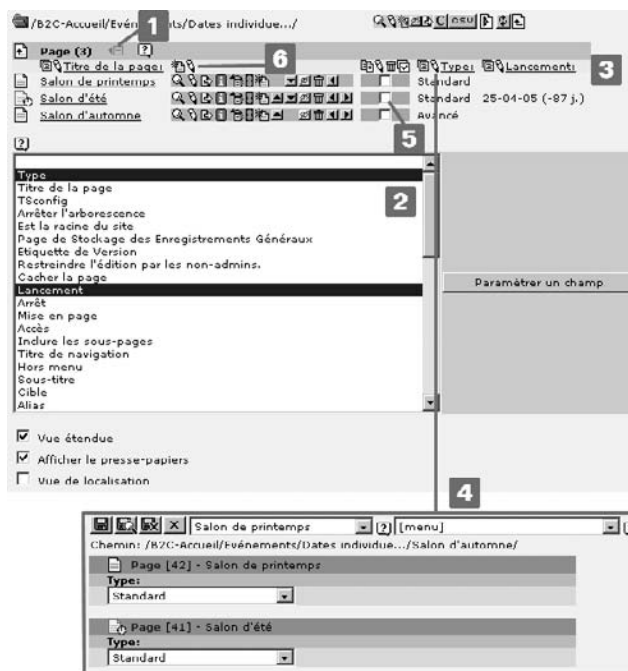 /B2C-Accueil/Evénements/Dates individue.../
1
Page (3)
6
3
Titre de la page: Type: Lancement:
Salon de printemps Standard
Salon d'été Standard 25-04-05 (-87 j.)
Salon d'automne Avancé
5
Type
2
Titre de la page
TSconfig
Arrêter l'arborescence
Est la racine du site
Page de Stockage des Enregistrements Généraux
Etiquette de Version
Restreindre l'édition par les non-admins.
Cacher la page
Lancement
Paramètrer un champ
Arrêt
Mise en page
Accès
Inclure les sous-pages
Titre de navigation
Hors menu
Sous-titre
Cible
Alias
Vue étendue
Afficher le presse-papiers
Vue de localisation
4
Salon de printemps [menu]
Chemin: /B2C-Accueil/Evénements/Dates individue.../Salon d'automne/
Page [42] - Salon de printemps
Type:
Standard
Page [41] - Salon d'été
Type:
Standard